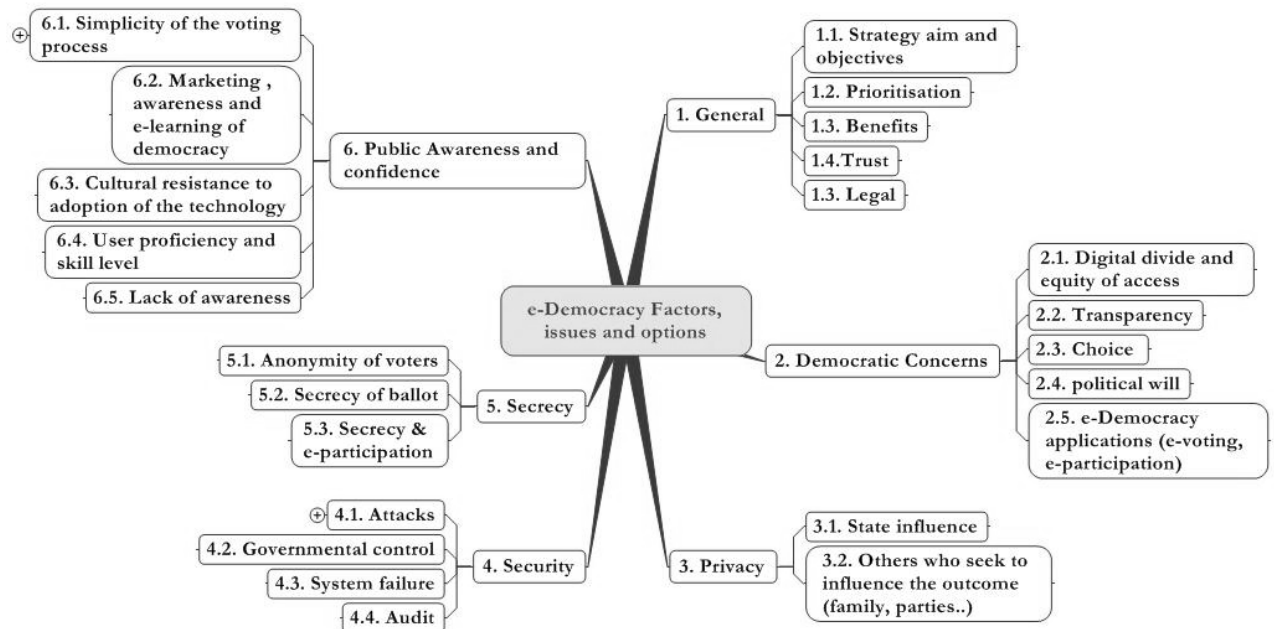 e-Democracy Factors,
issues and options
1. General
1.1. Strategy aim and
objectives
1.2. Prioritisation
1.3. Benefits
1.4.Trust
1.3. Legal
2. Democratic Concerns
2.1. Digital divide and
equity of access
2.2. Transparency
2.3. Choice
2.4. political will
2.5. e-Democracy
applications (e-voting,
e-participation)
3. Privacy
3.1. State influence
3.2. Others who seek to
influence the outcome
(family, parties..)
4. Security
4.1. Attacks
4.2. Governmental control
4.3. System failure
4.4. Audit
5. Secrecy
5.1. Anonymity of voters
5.2. Secrecy of ballot
5.3. Secrecy &
e-participation
6. Public Awareness and
confidence
6.1. Simplicity of the voting
process
6.2. Marketing ,
awareness and
e-learning of
democracy
6.3. Cultural resistance to
adoption of the technology
6.4. User proficiency and
skill level
6.5. Lack of awareness